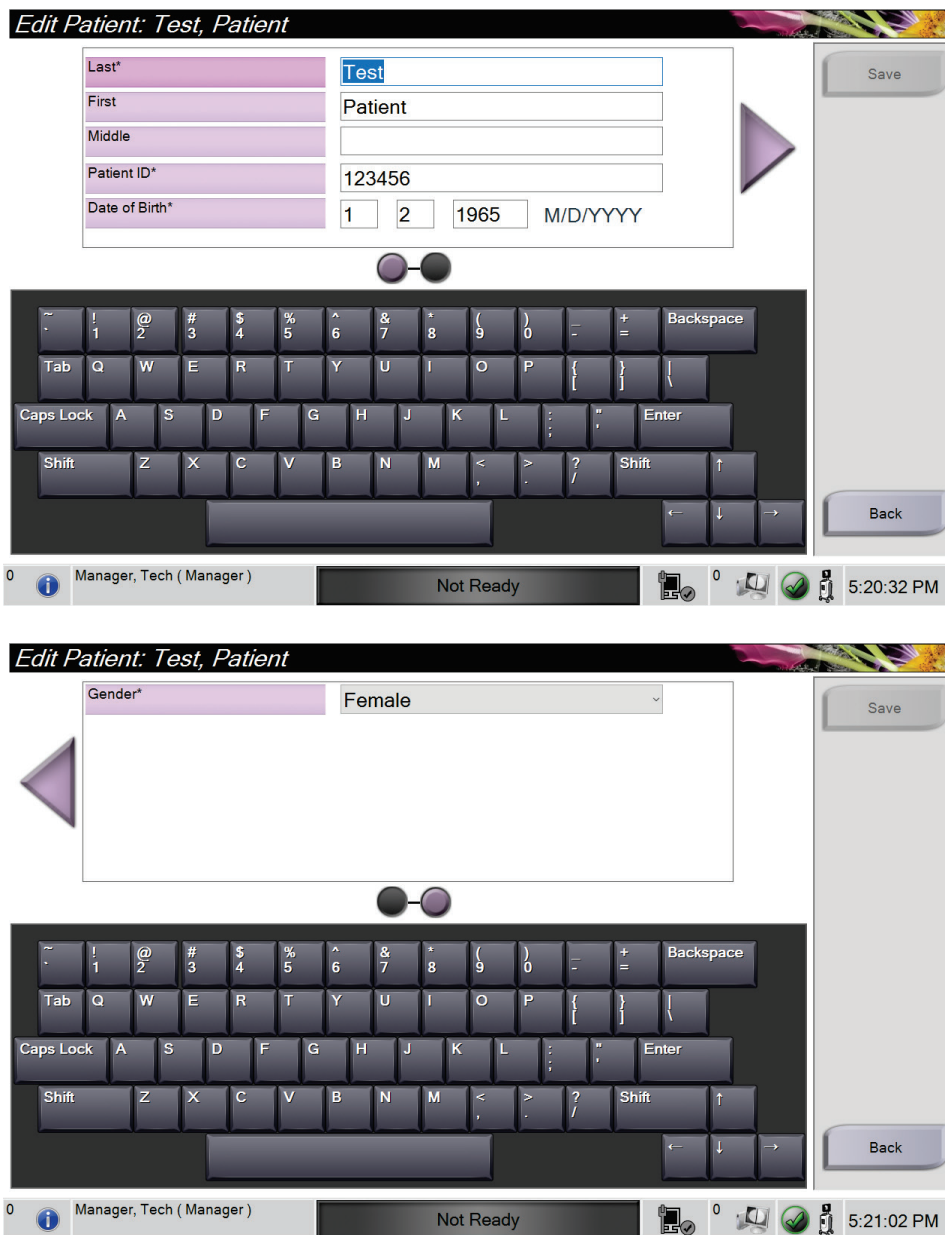 Edit Patient: Test, Patient
Last* Test
First Patient
Middle
Patient ID* 123456
Date of Birth* 1 2 1965 M/D/YYYY
Save
~ ! @ # $ % ^ & * ( ) _ + Backspace
` 1 2 3 4 5 6 7 8 9 0 - =
Tab Q W E R T Y U I O P { } |
[ ] \
Caps Lock A S D F G H J K L : " Enter
; '
Shift Z X C V B N M < > ? Shift ↑
, . /
← ↓ →
Back
0 Manager, Tech ( Manager ) Not Ready 0 5:20:32 PM
Edit Patient: Test, Patient
Gender* Female
Save
~ ! @ # $ % ^ & * ( ) _ + Backspace
` 1 2 3 4 5 6 7 8 9 0 - =
Tab Q W E R T Y U I O P { } |
[ ] \
Caps Lock A S D F G H J K L : " Enter
; '
Shift Z X C V B N M < > ? Shift ↑
, . /
← ↓ →
Back
0 Manager, Tech ( Manager ) Not Ready 0 5:21:02 PM